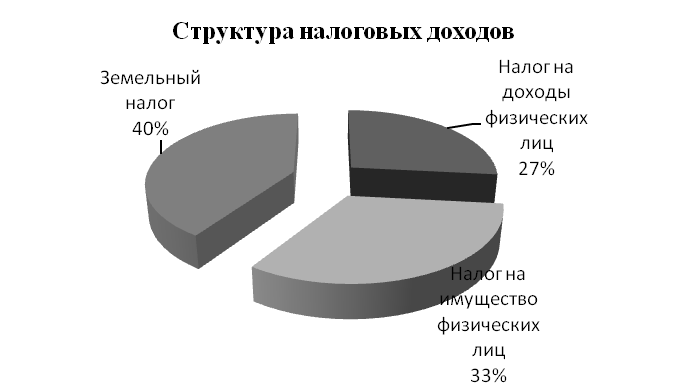 Структура налоговых доходов
Земельный
налог
40%
Налог на
доходы
физических
лиц
27%
Налог на
имущество
физических
лиц
33%